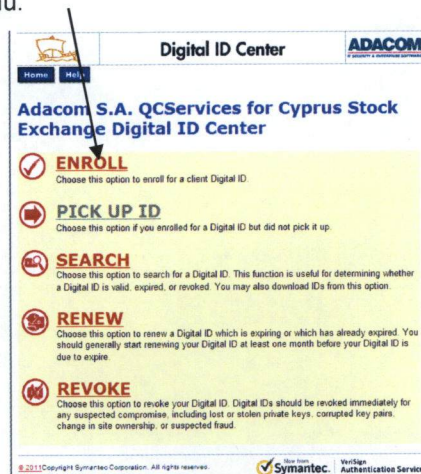 Digital ID Center
ADACOM
Home Help
Adacom S.A. QCServices for Cyprus Stock
Exchange Digital ID Center
ENROLL
Choose this option to enroll for a client Digital ID.
PICK UP ID
Choose this option if you enrolled for a Digital ID but did not pick it up.
SEARCH
Choose this option to search for a Digital ID. This function is useful for determining whether
a Digital ID is valid, expired, or revoked. You may also download IDs from this option.
RENEW
Choose this option to renew a Digital ID which is expiring or which has already expired. You
should generally start renewing your Digital ID at least one month before your Digital ID is
due to expire.
REVOKE
Choose this option to revoke your Digital ID. Digital IDs should be revoked immediately for
any suspected compromise, including lost or stolen private keys, corrupted key pairs,
change in site ownership, or suspected fraud.
© 2011 Copyright Symantec Corporation. All rights reserves.
Symantec.
VeriSign
Authentication Services